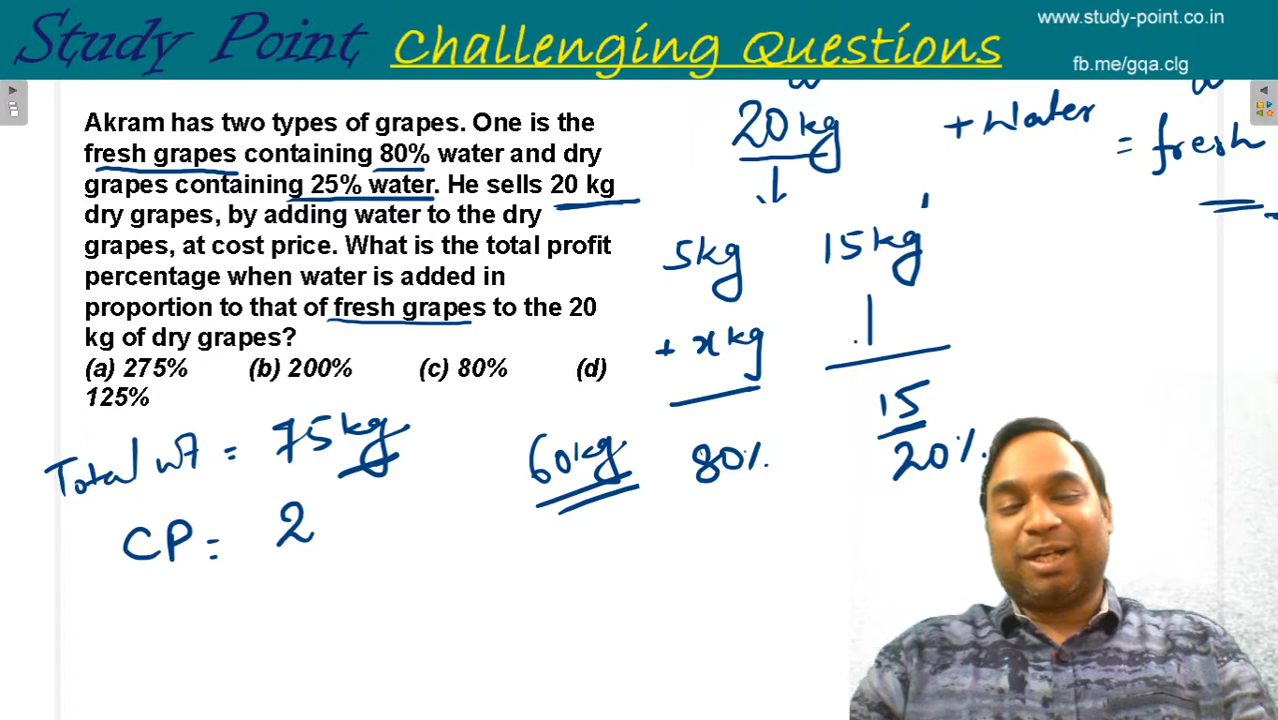 Study Point Challenging Questions
www.study-point.co.in
fb.me/gqa.clg
Akram has two types of grapes. One is the
fresh grapes containing 80% water and dry
grapes containing 25% water. He sells 20 kg
dry grapes, by adding water to the dry
grapes, at cost price. What is the total profit
percentage when water is added in
proportion to that of fresh grapes to the 20
kg of dry grapes?
(a) 275% (b) 200% (c) 80% (d)
125%
20 kg + Water = fresh
5kg 15kg
+ x kg
15
60kg 80% 20%
Total wt = 75kg
CP = 2